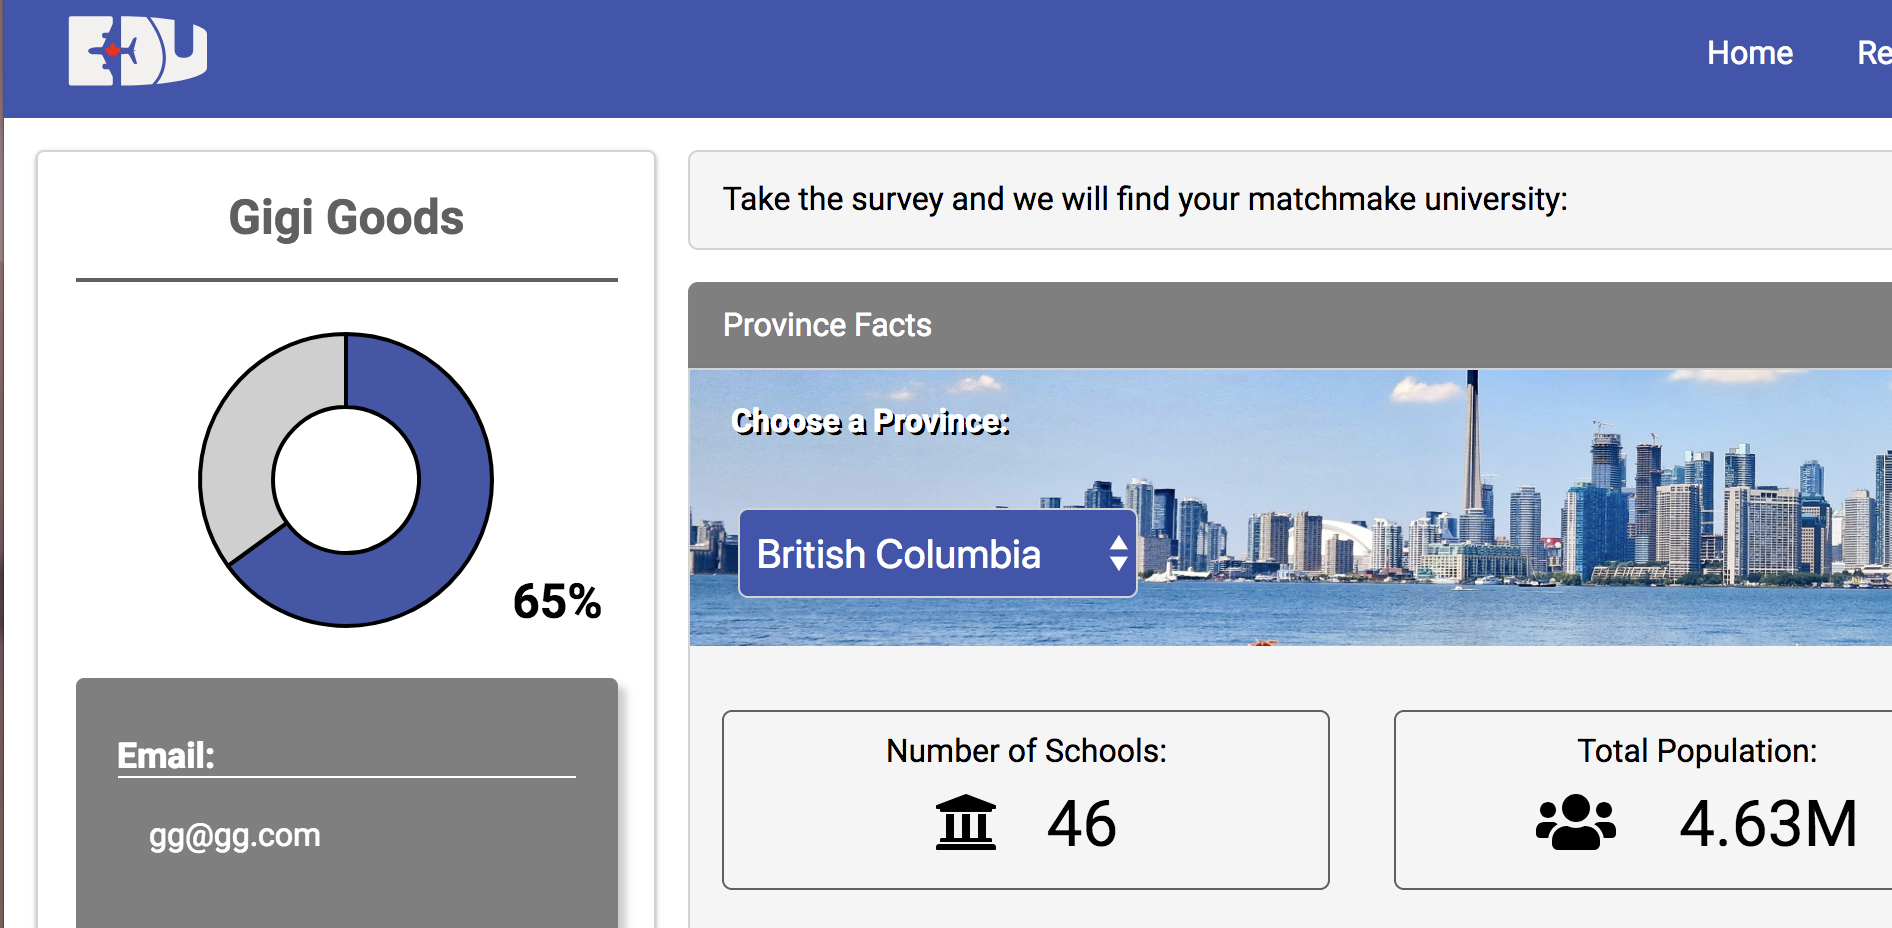 EDU
Home
Re
Gigi Goods
65%
Email:
gg@gg.com
Take the survey and we will find your matchmake university:
Province Facts
Choose a Province:
British Columbia
Number of Schools:
46
Total Population:
4.63M